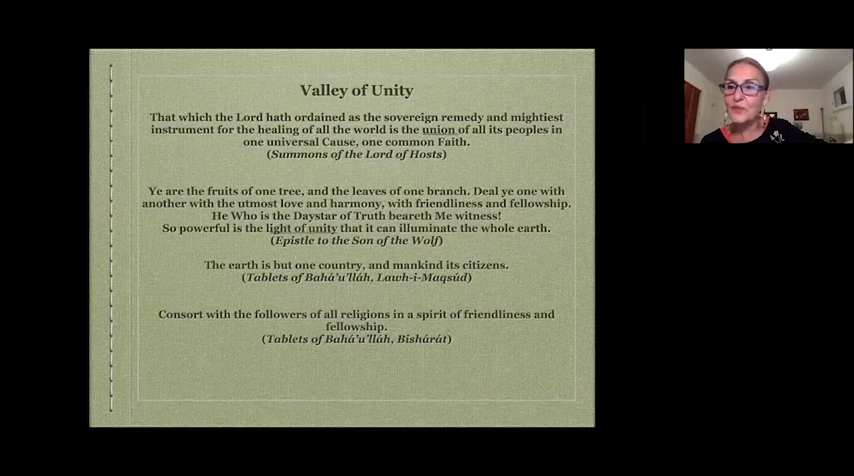 Valley of Unity
That which the Lord hath ordained as the sovereign remedy and mightiest
instrument for the healing of all the world is the union of all its peoples in
one universal Cause, one common Faith.
(Summons of the Lord of Hosts)
Ye are the fruits of one tree, and the leaves of one branch. Deal ye one with
another with the utmost love and harmony, with friendliness and fellowship.
He Who is the Daystar of Truth beareth Me witness!
So powerful is the light of unity that it can illuminate the whole earth.
(Epistle to the Son of the Wolf)
The earth is but one country, and mankind its citizens.
(Tablets of Bahá’u’lláh, Lawh-i-Maqsúd)
Consort with the followers of all religions in a spirit of friendliness and
fellowship.
(Tablets of Bahá’u’lláh, Bishárát)